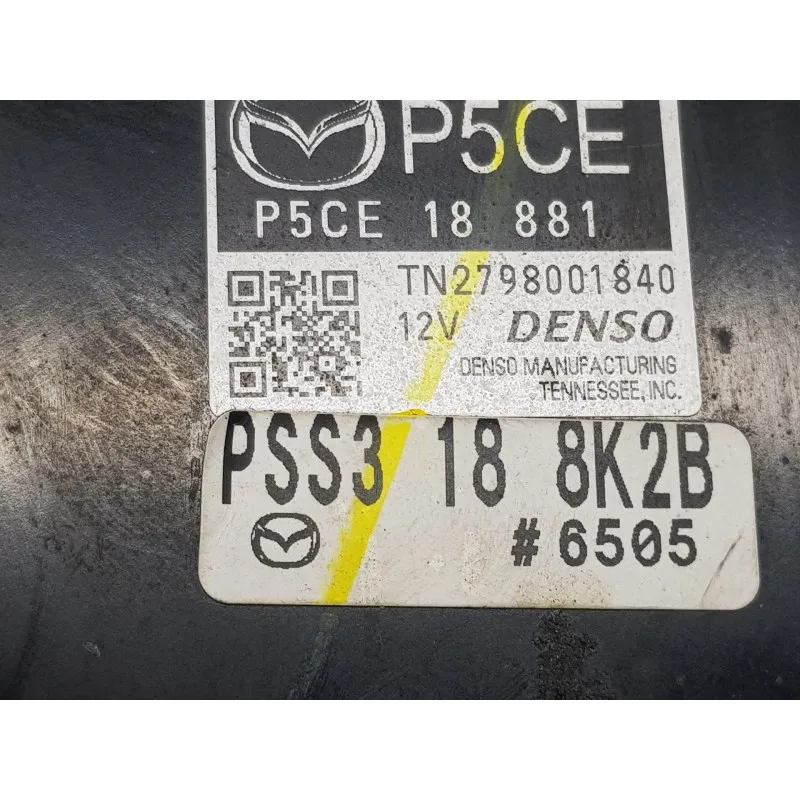 P5CE
P5CE 18 881
TN2798001840
12V DENSO
DENSO MANUFACTURING
TENNESSEE, INC.
PSS3 18 8K2B
#6505